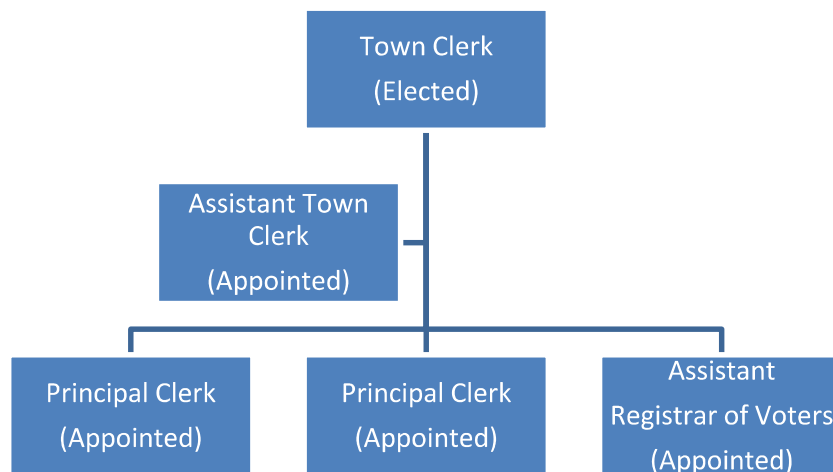 Town Clerk
(Elected)
Assistant Town
Clerk
(Appointed)
Principal Clerk
(Appointed)
Principal Clerk
(Appointed)
Assistant
Registrar of Voters
(Appointed)